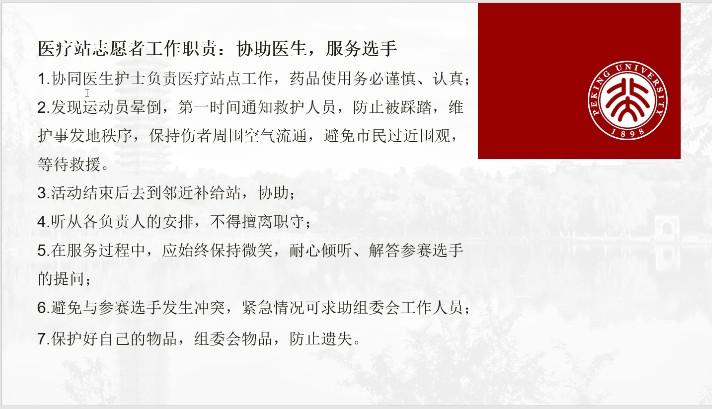 医疗站志愿者工作职责：协助医生，服务选手
1.协同医生护士负责医疗站点工作，药品使用务必谨慎、认真；
2.发现运动员晕倒，第一时间通知救护人员，防止被踩踏，维
护事发地秩序，保持伤者周围空气流通，避免市民过近围观，
等待救援。
3.活动结束后去到邻近补给站，协助；
4.听从各负责人的安排，不得擅离职守；
5.在服务过程中，应始终保持微笑，耐心倾听、解答参赛选手
的提问；
6.避免与参赛选手发生冲突，紧急情况可求助组委会工作人员；
7.保护好自己的物品，组委会物品，防止遗失。
PEKING UNIVERSITY
1898